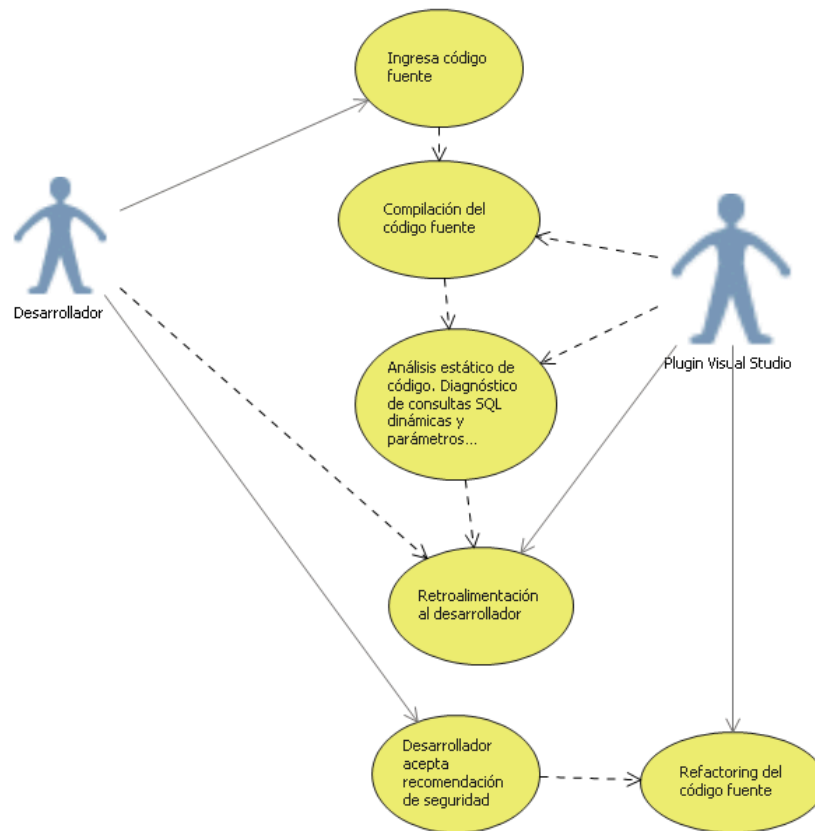 Ingresa código
fuente
Compilación del
código fuente
Desarrollador
Plugin Visual Studio
Análisis estático de
código. Diagnóstico
de consultas SQL
dinámicas y
parámetros...
Retroalimentación
al desarrollador
Desarrollador
acepta
recomendación
de seguridad
Refactoring del
código fuente